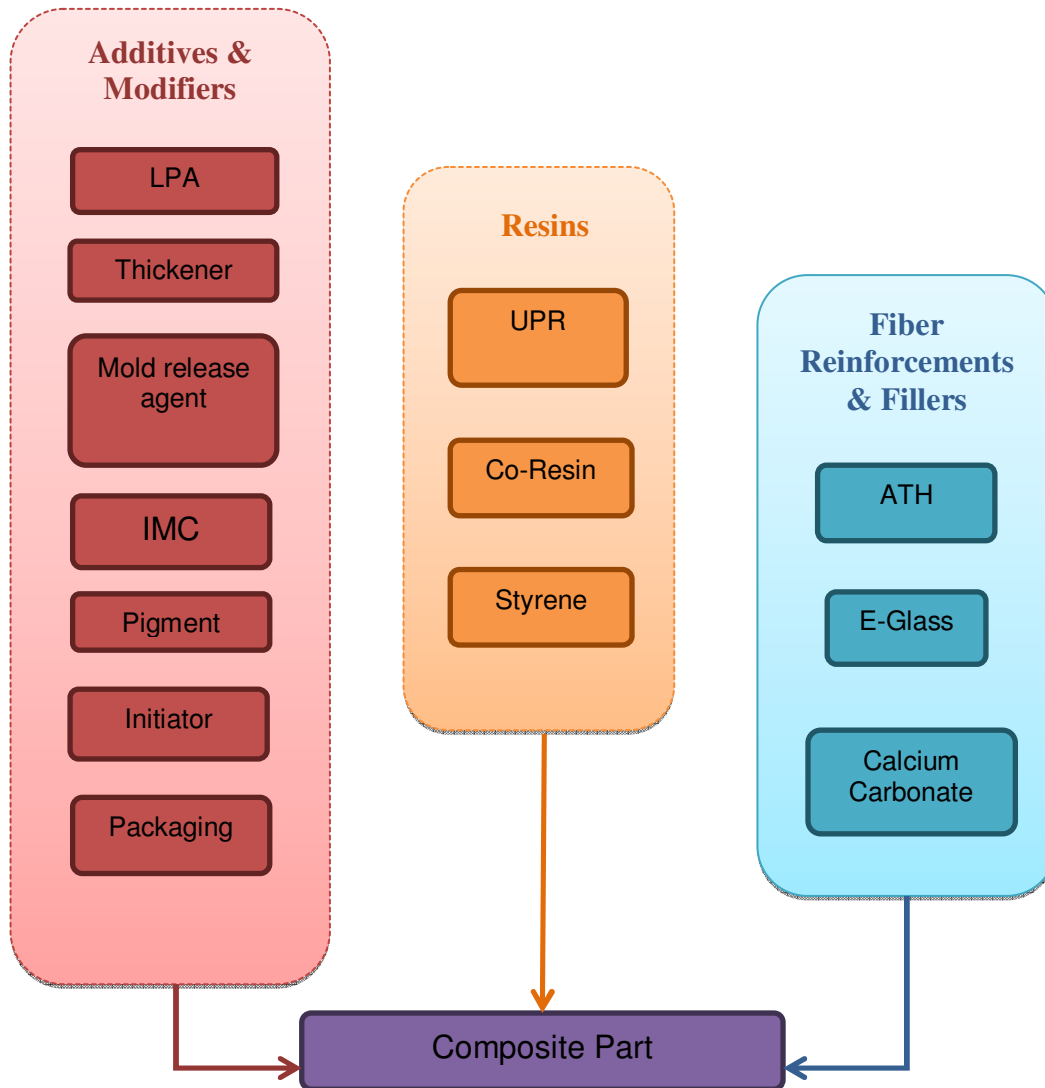 Additives &
Modifiers
LPA
Thickener
Mold release
agent
IMC
Pigment
Initiator
Packaging
Resins
UPR
Co-Resin
Styrene
Fiber
Reinforcements
& Fillers
ATH
E-Glass
Calcium
Carbonate
Composite Part